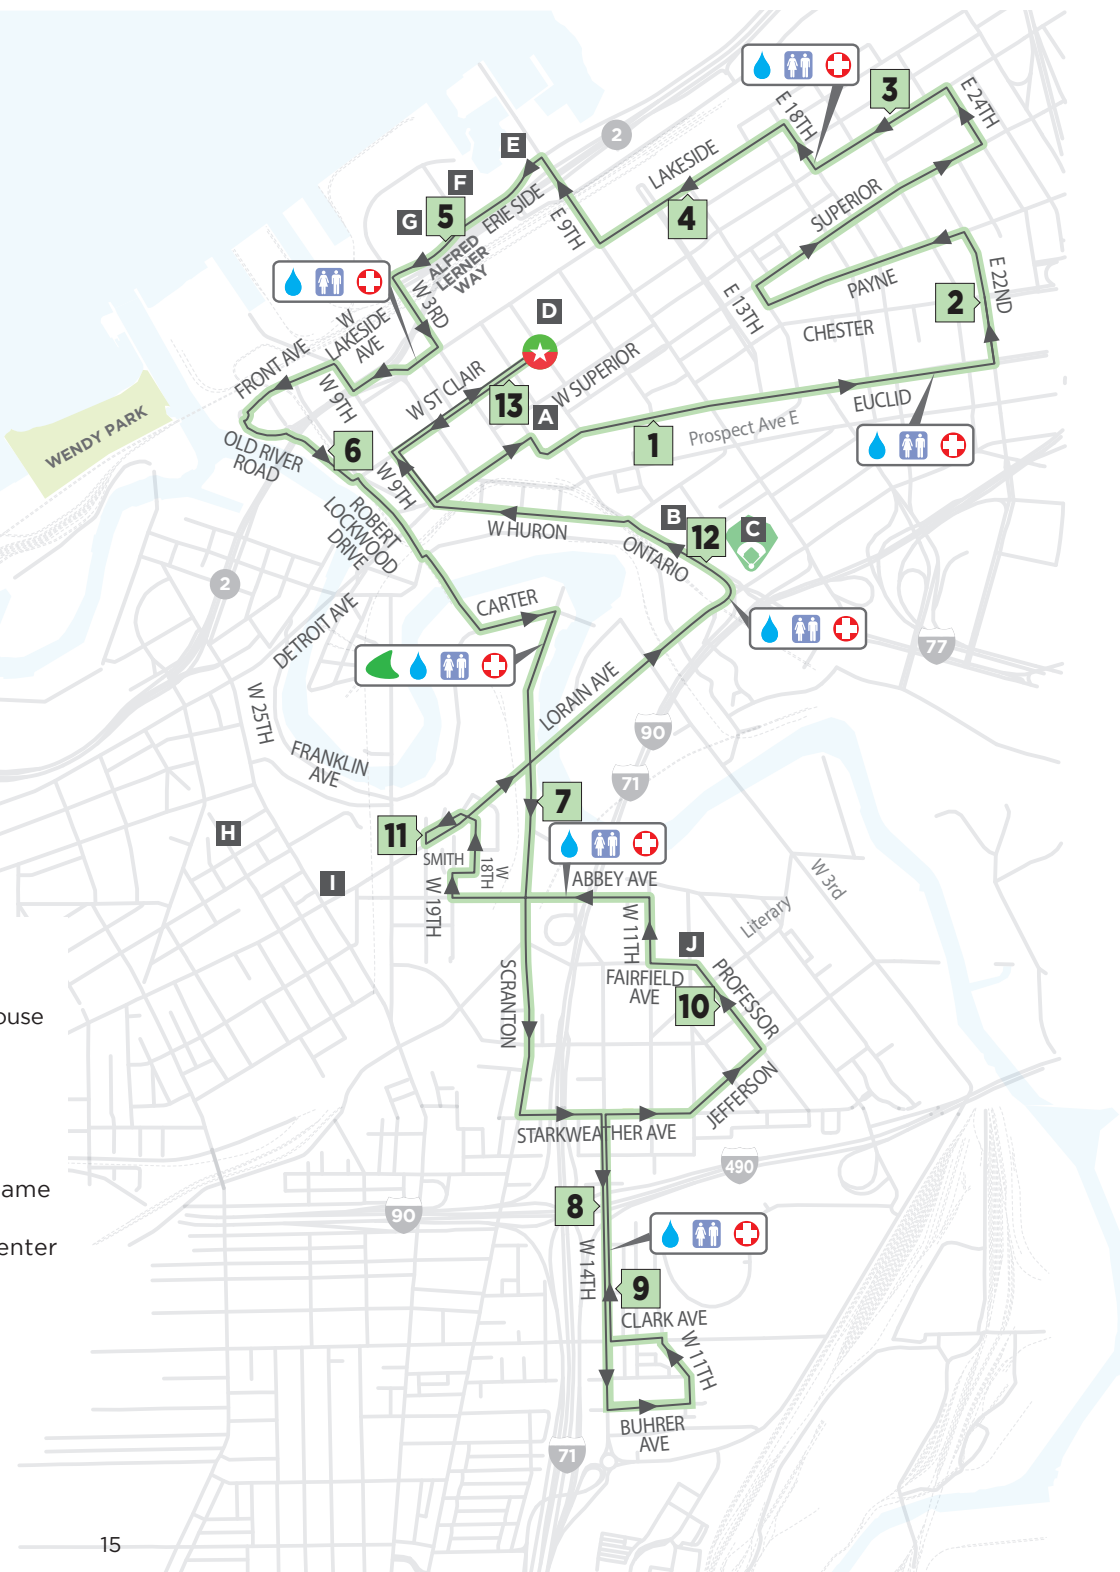 3
E 24TH
E 18TH
2
E
LAKESIDE
F
5
G
ERIE SIDE
E 9TH
4
SUPERIOR
ALFRED
LERNER
WAY
W 3RD
PAYNE
E 22ND
2
E 13TH
CHESTER
D
W
LAKESIDE
AVE
FRONT AVE
W 9TH
W ST CLAIR
W SUPERIOR
13
A
EUCLID
Prospect Ave E
1
WENDY PARK
OLD RIVER
ROAD
6
W 9TH
ROBERT
LOCKWOOD
DRIVE
W HURON
B
12
C
ONTARIO
2
CARTER
DETROIT AVE
77
W 25TH
LORAIN AVE
90
FRANKLIN
AVE
71
7
H
11
SMITH
W
18TH
I
W 19TH
ABBEY AVE
W 3rd
Literary
W 11TH
J
FAIRFIELD
AVE
10
PROFESSOR
SCRANTON
ouse
JEFFERSON
STARKWEATHER AVE
490
ame
90
8
enter
W 14TH
9
CLARK AVE
W 11TH
BUHRER
AVE
71
15